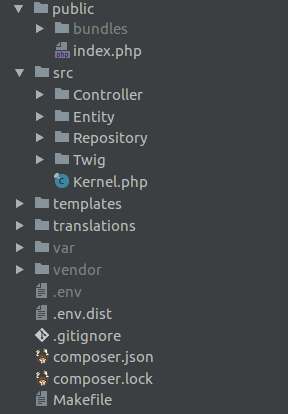 public
bundles
index.php
src
Controller
Entity
Repository
Twig
Kernel.php
templates
translations
var
vendor
.env
.env.dist
.gitignore
composer.json
composer.lock
Makefile